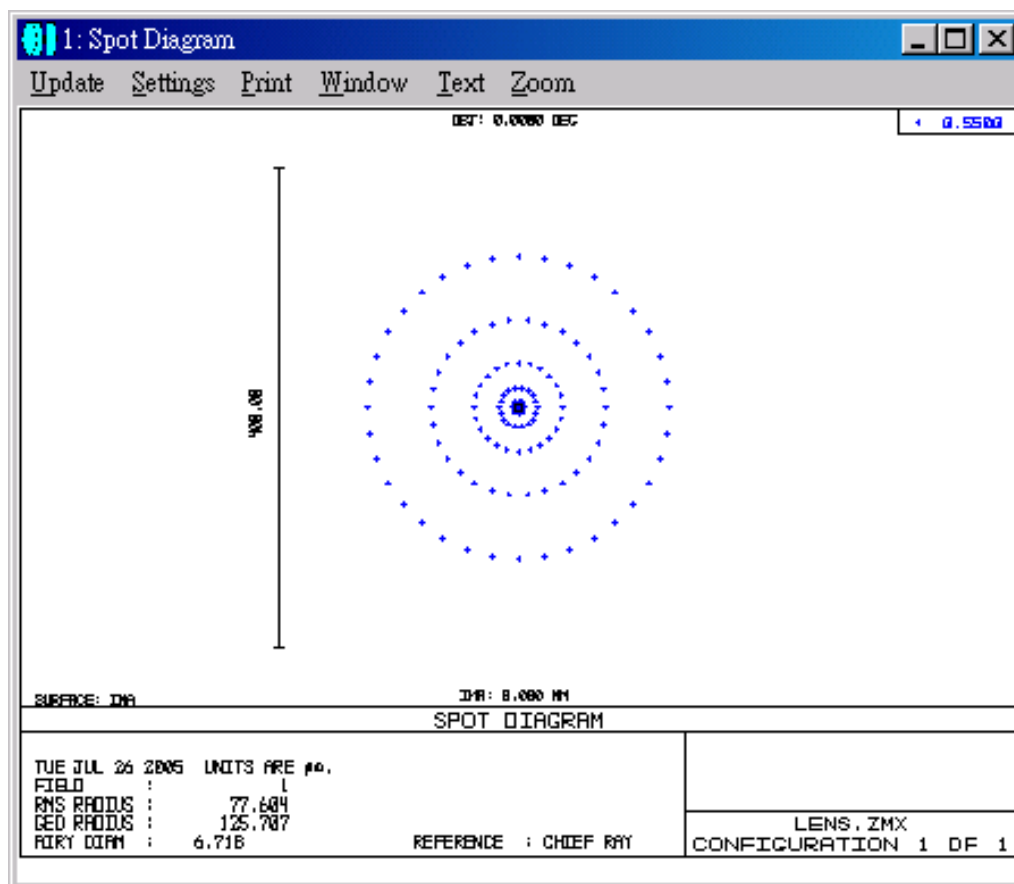 1: Spot Diagram
Update Settings Print Window Text Zoom
OBJ: 0.0000 DEG
0.5500
400.00
SURFACE: IMA
IMA: 0.000 MM
SPOT DIAGRAM
TUE JUL 26 2005 UNITS ARE µm.
FIELD : 1
RMS RADIUS : 77.604
GEO RADIUS : 125.707
AIRY DIAM : 6.718
REFERENCE : CHIEF RAY
LENS.ZMX
CONFIGURATION 1 OF 1